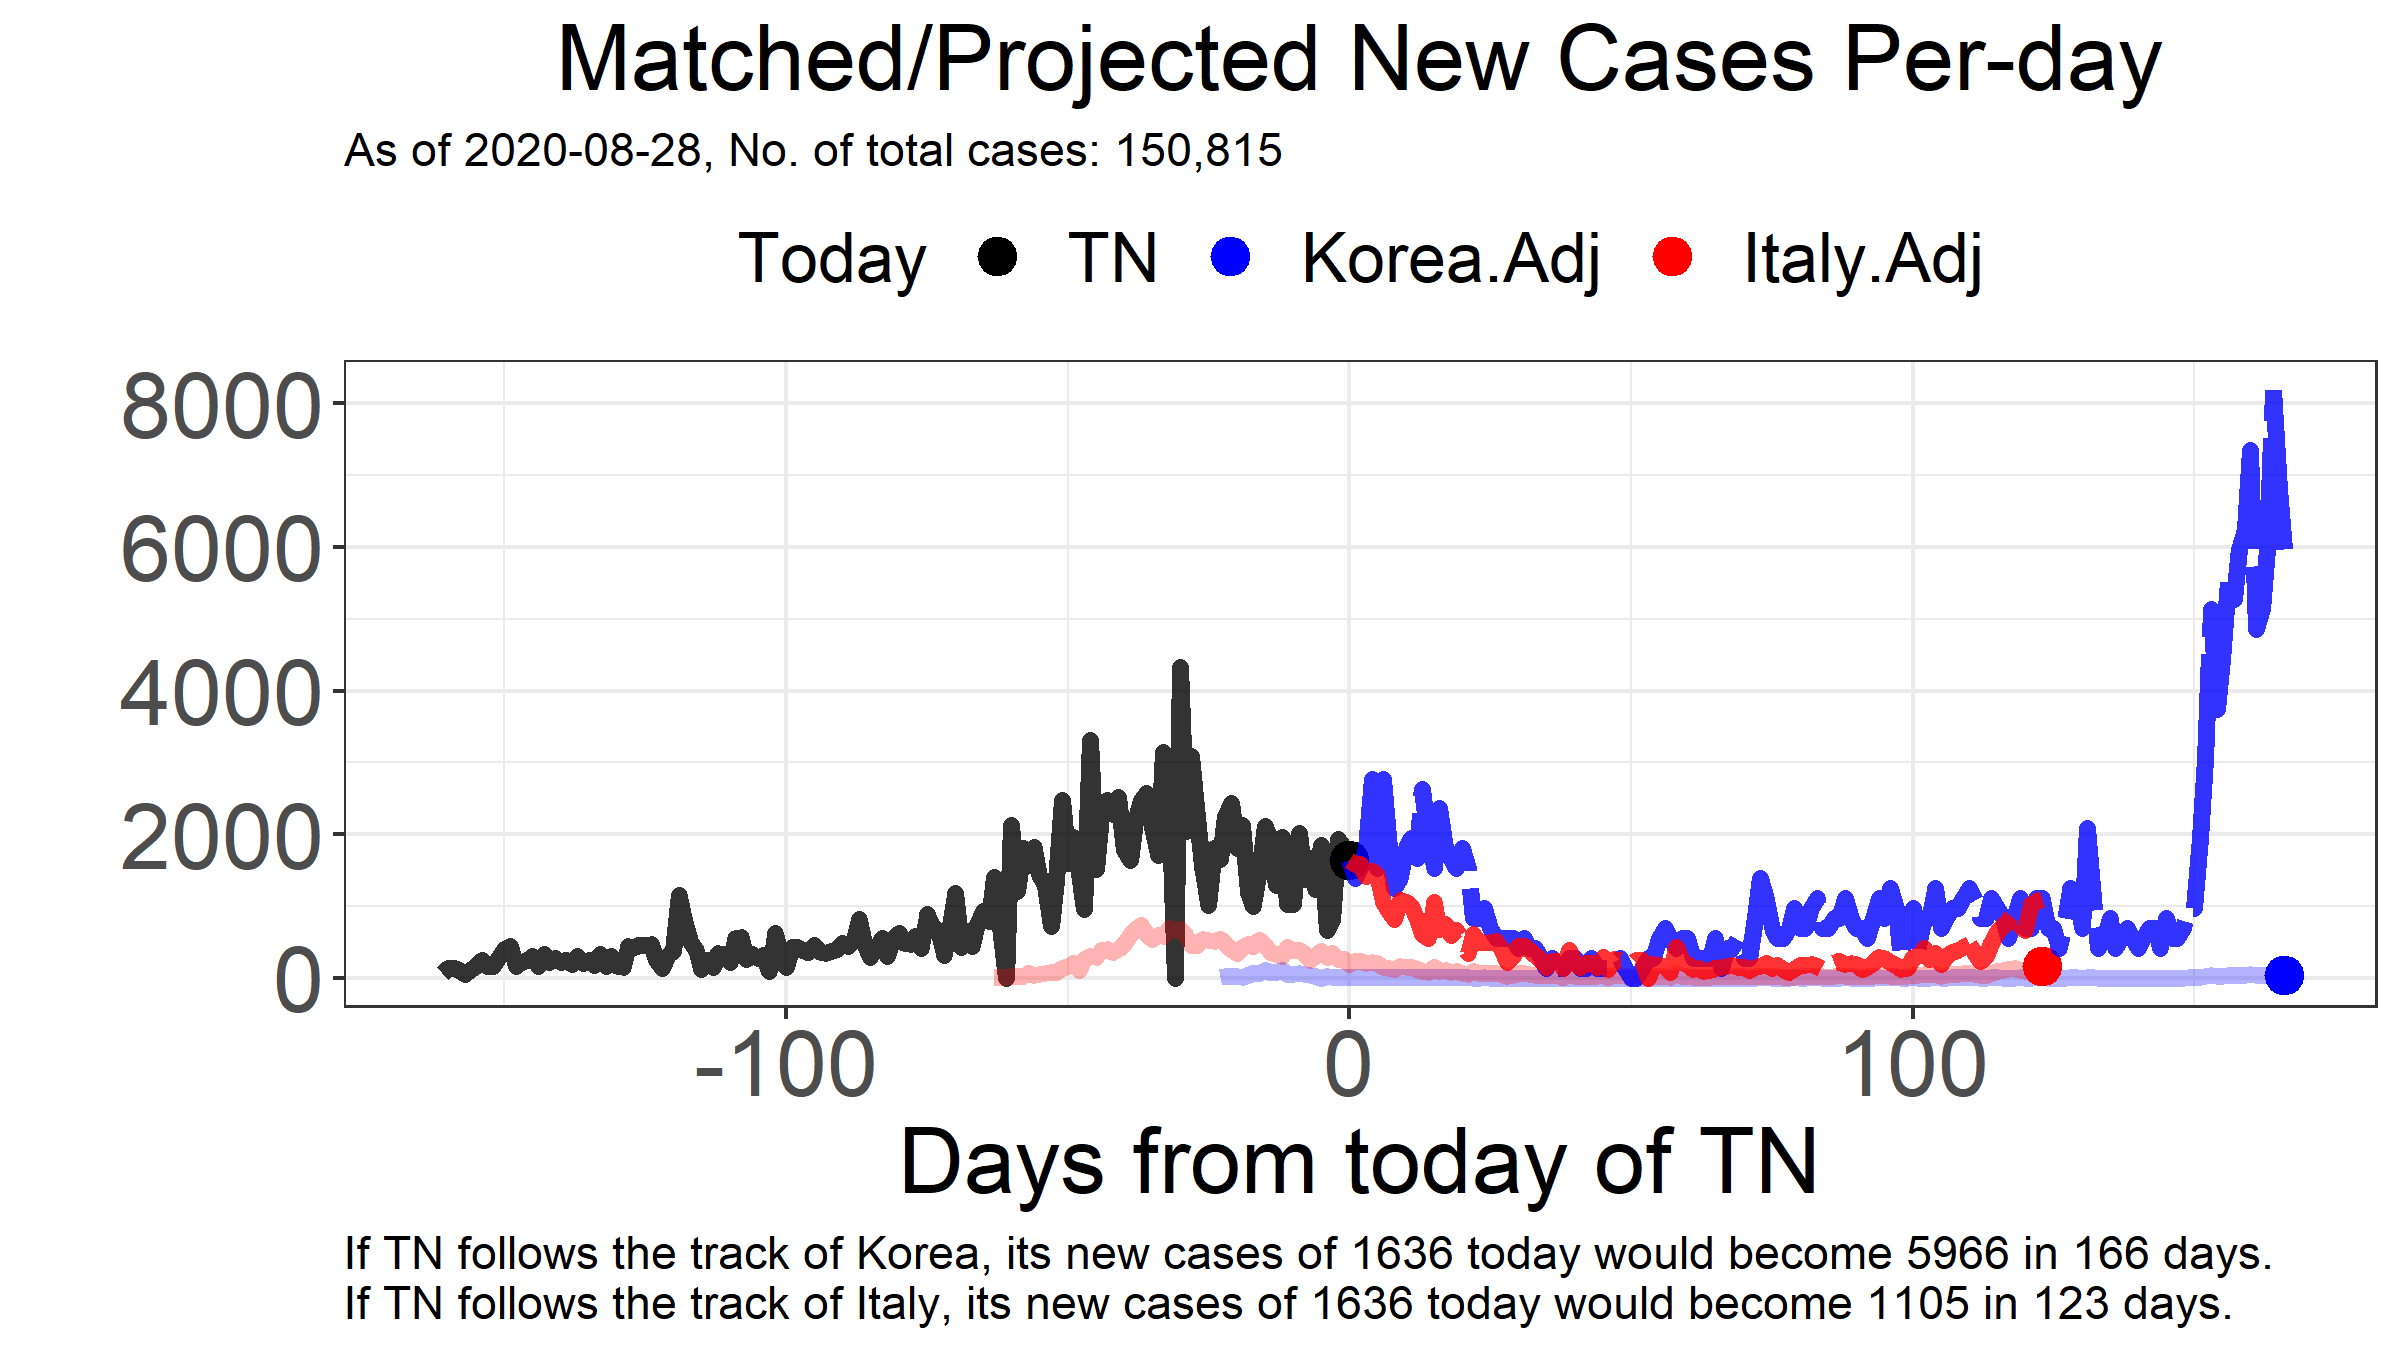 Matched/Projected New Cases Per-day
As of 2020-08-28, No. of total cases: 150,815
Today TN Korea.Adj Italy.Adj
8000
6000
4000
2000
0
-100 0 100
Days from today of TN
If TN follows the track of Korea, its new cases of 1636 today would become 5966 in 166 days.
If TN follows the track of Italy, its new cases of 1636 today would become 1105 in 123 days.